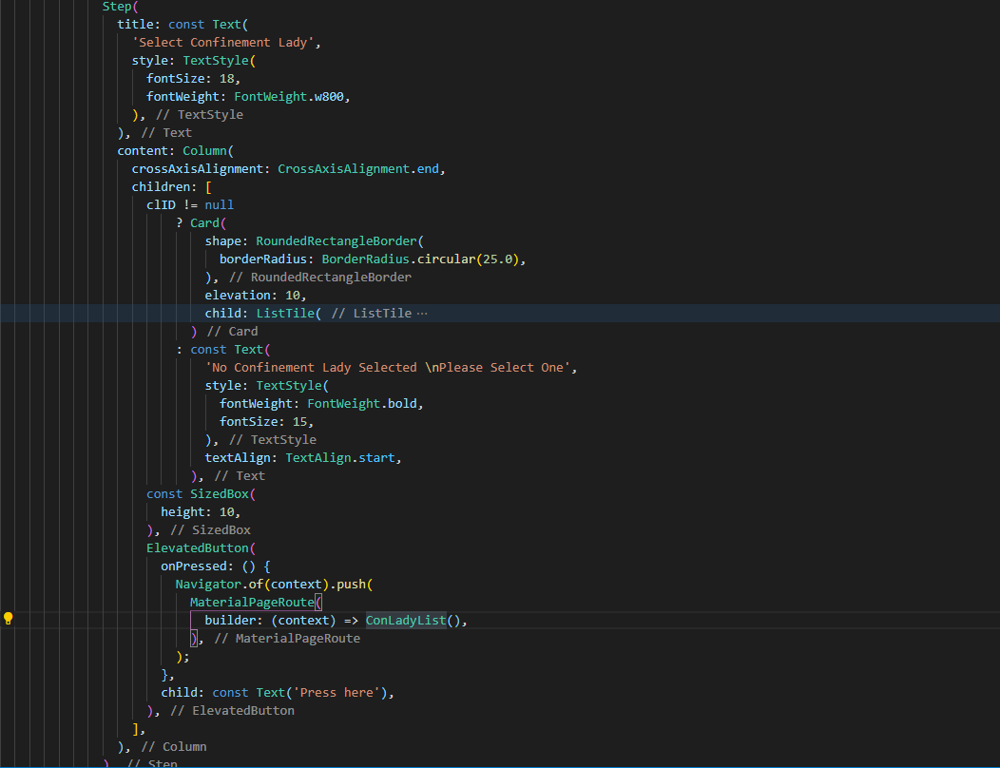 Step(
title: const Text(
'Select Confinement Lady',
style: TextStyle(
fontSize: 18,
fontWeight: FontWeight.w800,
), // TextStyle
), // Text
content: Column(
crossAxisAlignment: CrossAxisAlignment.end,
children: [
clID != null
? Card(
shape: RoundedRectangleBorder(
borderRadius: BorderRadius.circular(25.0),
), // RoundedRectangleBorder
elevation: 10,
child: ListTile( // ListTile ···
) // Card
: const Text(
'No Confinement Lady Selected \nPlease Select One',
style: TextStyle(
fontWeight: FontWeight.bold,
fontSize: 15,
), // TextStyle
textAlign: TextAlign.start,
), // Text
const SizedBox(
height: 10,
), // SizedBox
ElevatedButton(
onPressed: () {
Navigator.of(context).push(
MaterialPageRoute(
builder: (context) => ConLadyList(),
), // MaterialPageRoute
);
},
child: const Text('Press here'),
), // ElevatedButton
],
), // Column
) // Step